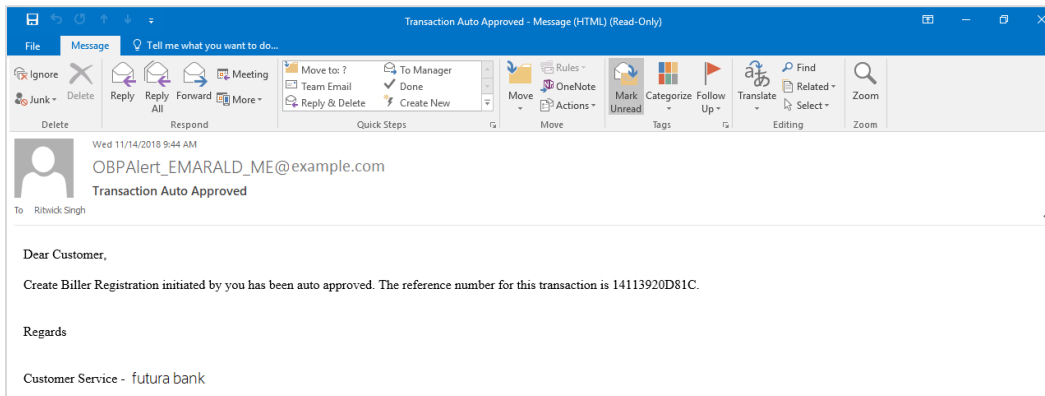 Transaction Auto Approved - Message (HTML) (Read-Only)
File Message Tell me what you want to do...
Ignore
Junk
Delete
Reply
Reply All
Forward
Meeting
More
Move to: ?
Team Email
Reply & Delete
To Manager
Done
Create New
Move
Rules
OneNote
Actions
Mark Unread
Categorize
Follow Up
Translate
Find
Related
Select
Zoom
Delete Respond Quick Steps Move Tags Editing Zoom
Wed 11/14/2018 9:44 AM
OBPAlert_EMARALD_ME@example.com
Transaction Auto Approved
To Ritwick Singh
Dear Customer,
Create Biller Registration initiated by you has been auto approved. The reference number for this transaction is 14113920D81C.
Regards
Customer Service - futura bank